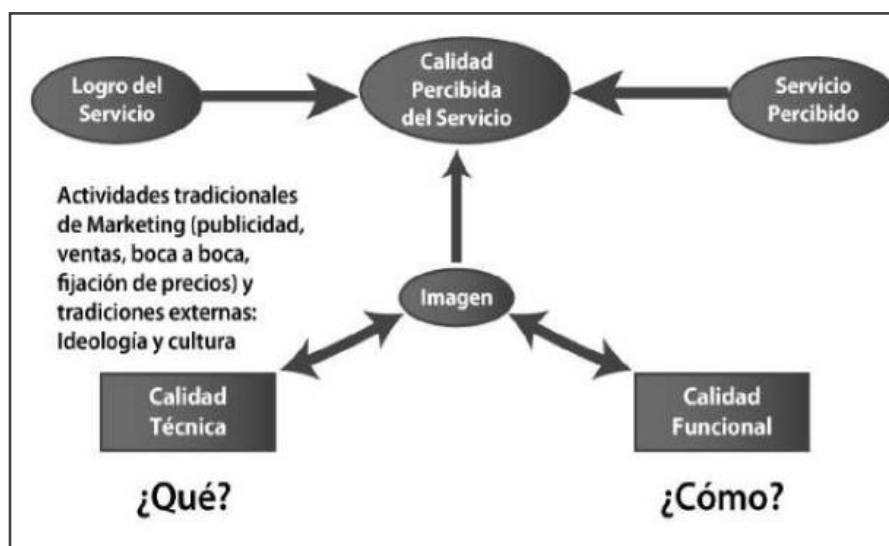 Logro del
Servicio
Calidad
Percibida
del Servicio
Servicio
Percibido
Actividades tradicionales
de Marketing (publicidad,
ventas, boca a boca,
fijación de precios) y
tradiciones externas:
Ideología y cultura
Imagen
Calidad
Técnica
Calidad
Funcional
¿Qué?
¿Cómo?